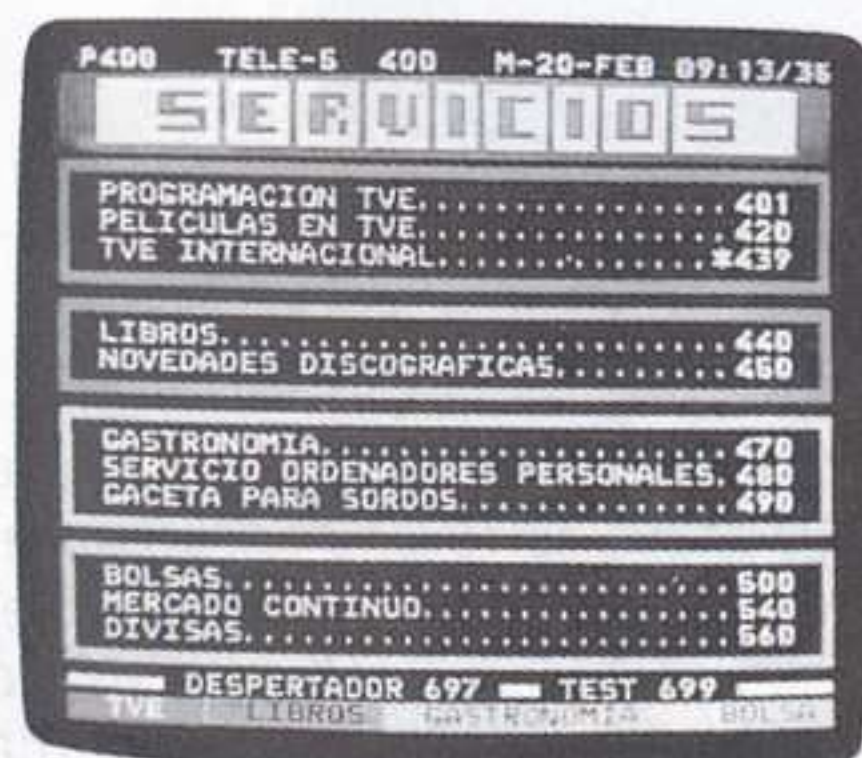 P400 TELE-5 400 M-20-FEB 09:13/35
SERVICIOS
PROGRAMACION TVE.................401
PELICULAS EN TVE.................420
TVE INTERNACIONAL...............*439
LIBROS...........................440
NOVEDADES DISCOGRAFICAS..........450
GASTRONOMIA......................470
SERVICIO ORDENADORES PERSONALES.480
GACETA PARA SORDOS...............490
BOLSAS...........................500
MERCADO CONTINUO.................540
DIVISAS..........................560
DESPERTADOR 697 TEST 699
TVE LIBROS GASTRONOMIA BOLSA